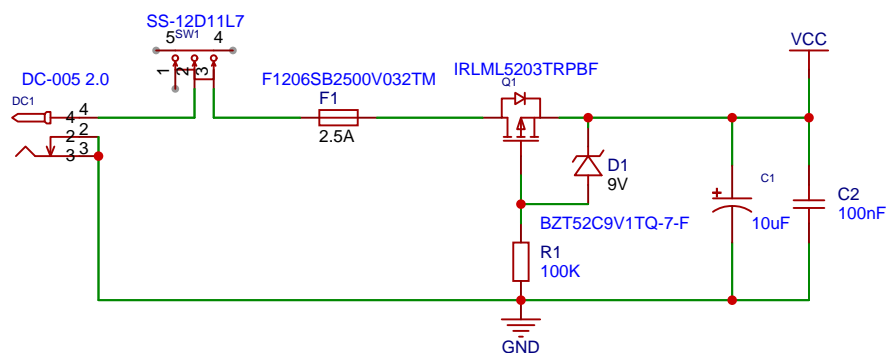 SS-12D11L7
SW1
5 4
1 2 3
VCC
DC-005 2.0
DC1
4 4
2 2
3 3
F1206SB2500V032TM
F1
2.5A
IRLML5203TRPBF
Q1
D1
9V
BZT52C9V1TQ-7-F
C1
10uF
C2
100nF
R1
100K
GND